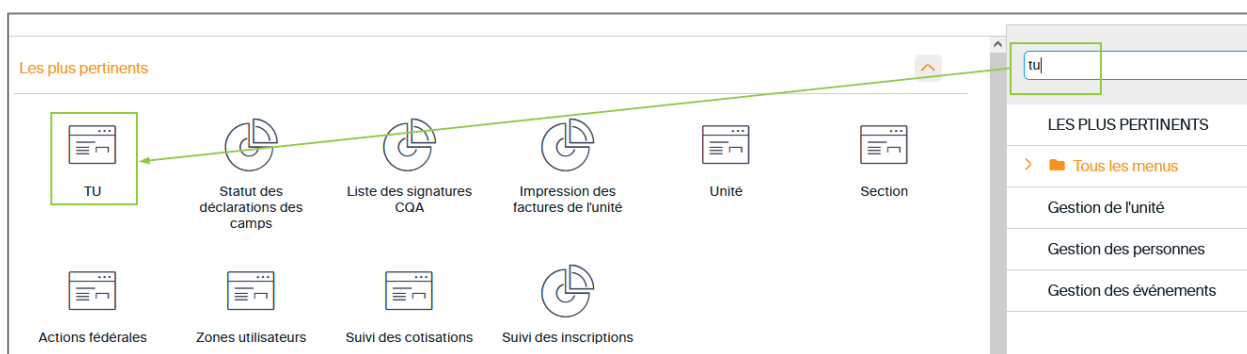 Les plus pertinents
TU
Statut des
déclarations des
camps
Liste des signatures
CQA
Impression des
factures de l'unité
Unité
Section
Actions fédérales
Zones utilisateurs
Suivi des cotisations
Suivi des inscriptions
tu
LES PLUS PERTINENTS
Tous les menus
Gestion de l'unité
Gestion des personnes
Gestion des événements